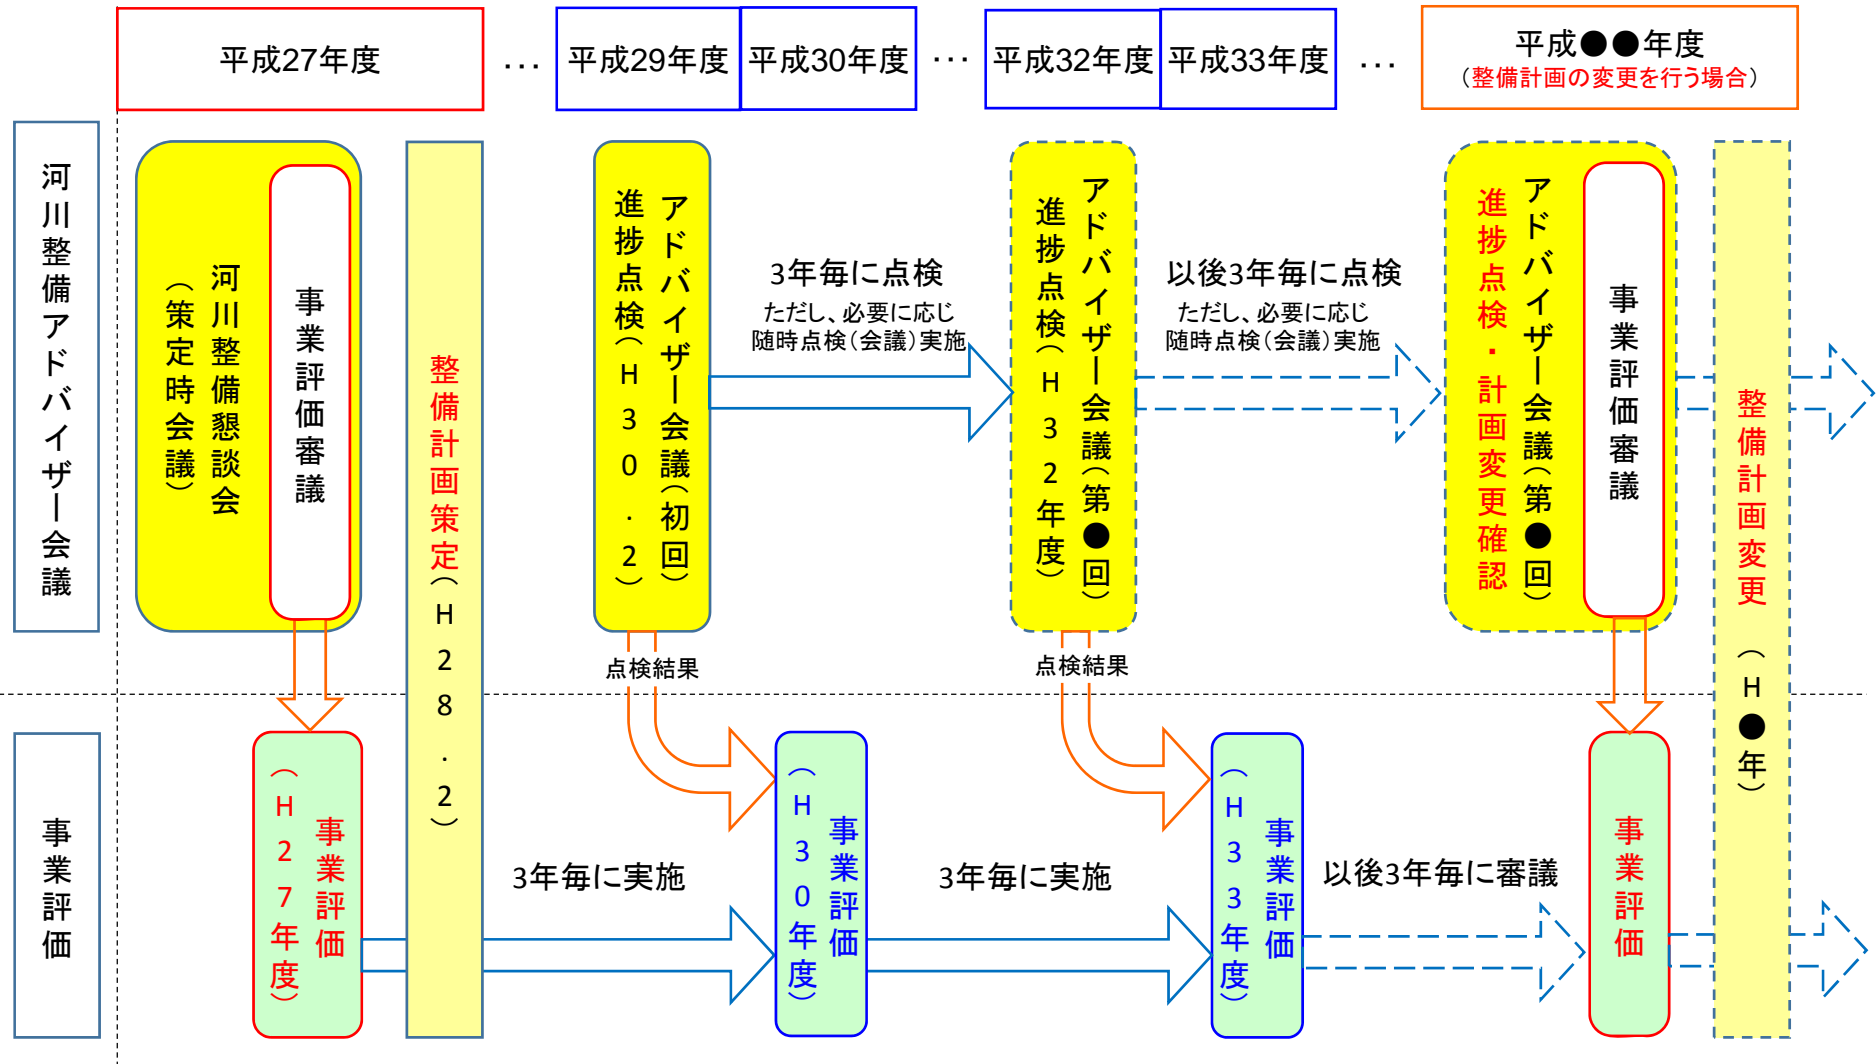 平成27年度
…
平成29年度
平成30年度
…
平成32年度
平成33年度
…
平成●●年度
（整備計画の変更を行う場合）
河川整備アドバイザー会議
河川整備懇談会
（策定時会議）
事業評価審議
整備計画策定（H28.2）
アドバイザー会議（初回）
進捗点検（H30.2）
3年毎に点検
ただし、必要に応じ
随時点検（会議）実施
アドバイザー会議（第●回）
進捗点検（H32年度）
以後3年毎に点検
ただし、必要に応じ
随時点検（会議）実施
アドバイザー会議（第●回）
進捗点検・計画変更確認
事業評価審議
整備計画変更（H●年）
点検結果
点検結果
事業評価
事業評価
（H27年度）
3年毎に実施
事業評価
（H30年度）
3年毎に実施
事業評価
（H33年度）
以後3年毎に審議
事業評価